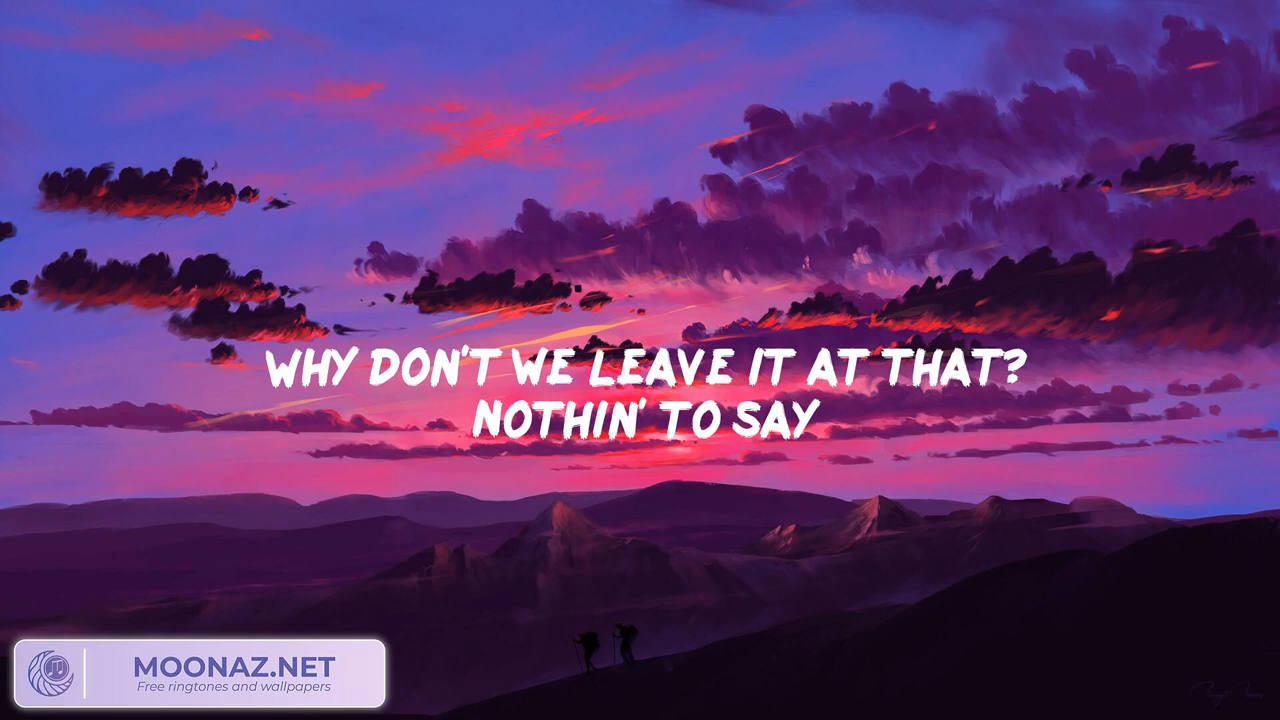 WHY DON'T WE LEAVE IT AT THAT?
NOTHIN' TO SAY
MOONAZ.NET
Free ringtones and wallpapers